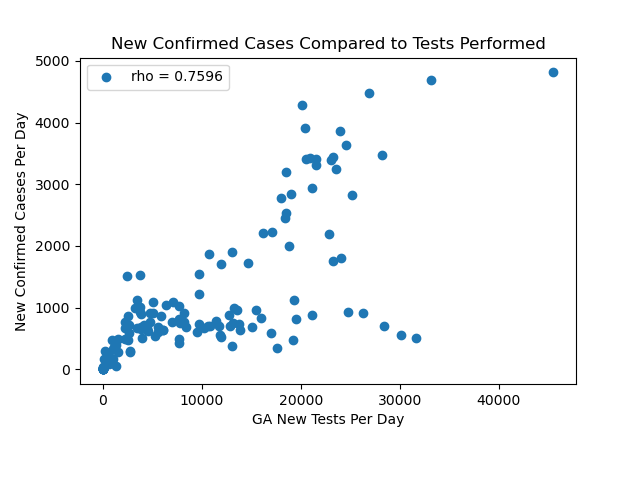 New Confirmed Cases Compared to Tests Performed
rho = 0.7596
5000
4000
3000
2000
1000
0
New Confirmed Caeses Per Day
0 10000 20000 30000 40000
GA New Tests Per Day